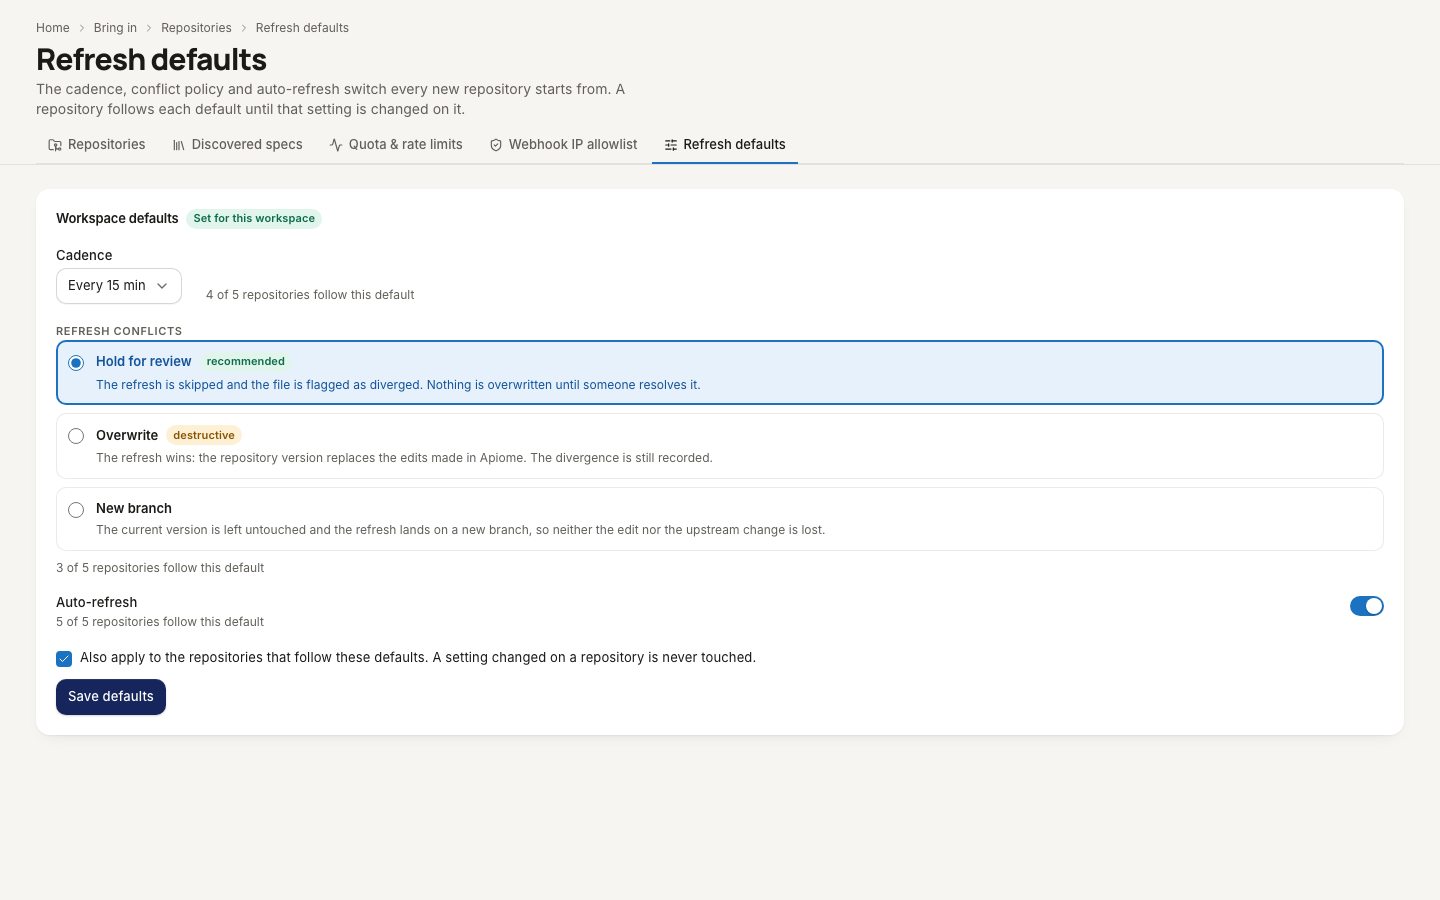 Home > Bring in > Repositories > Refresh defaults
Refresh defaults
The cadence, conflict policy and auto-refresh switch every new repository starts from. A
repository follows each default until that setting is changed on it.
Repositories Discovered specs Quota & rate limits Webhook IP allowlist Refresh defaults
Workspace defaults Set for this workspace
Cadence
Every 15 min
4 of 5 repositories follow this default
REFRESH CONFLICTS
Hold for review recommended
The refresh is skipped and the file is flagged as diverged. Nothing is overwritten until someone resolves it.
Overwrite destructive
The refresh wins: the repository version replaces the edits made in Apiome. The divergence is still recorded.
New branch
The current version is left untouched and the refresh lands on a new branch, so neither the edit nor the upstream change is lost.
3 of 5 repositories follow this default
Auto-refresh
5 of 5 repositories follow this default
Also apply to the repositories that follow these defaults. A setting changed on a repository is never touched.
Save defaults